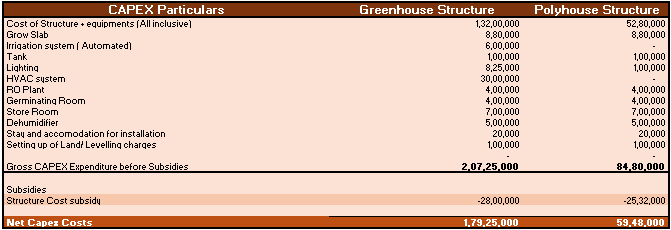 CAPEX Particulars Greenhouse Structure Polyhouse Structure
Cost of Structure + equipments (All inclusive) 1,32,00,000 52,80,000
Grow Slab 8,80,000 8,80,000
Irrigation system ( Automated) 6,00,000 -
Tank 1,00,000 1,00,000
Lighting 8,25,000 1,00,000
HVAC system 30,00,000 -
RO Plant 4,00,000 4,00,000
Germinating Room 4,00,000 4,00,000
Store Room 7,00,000 7,00,000
Dehumidifier 5,00,000 5,00,000
Stay and accomodation for installation 20,000 20,000
Setting up of Land/ Levelling charges 1,00,000 1,00,000
- -
Gross CAPEX Expenditure before Subsidies 2,07,25,000 84,80,000
Subsidies
Structure Cost subsidy -28,00,000 -25,32,000
Net Capex Costs 1,79,25,000 59,48,000